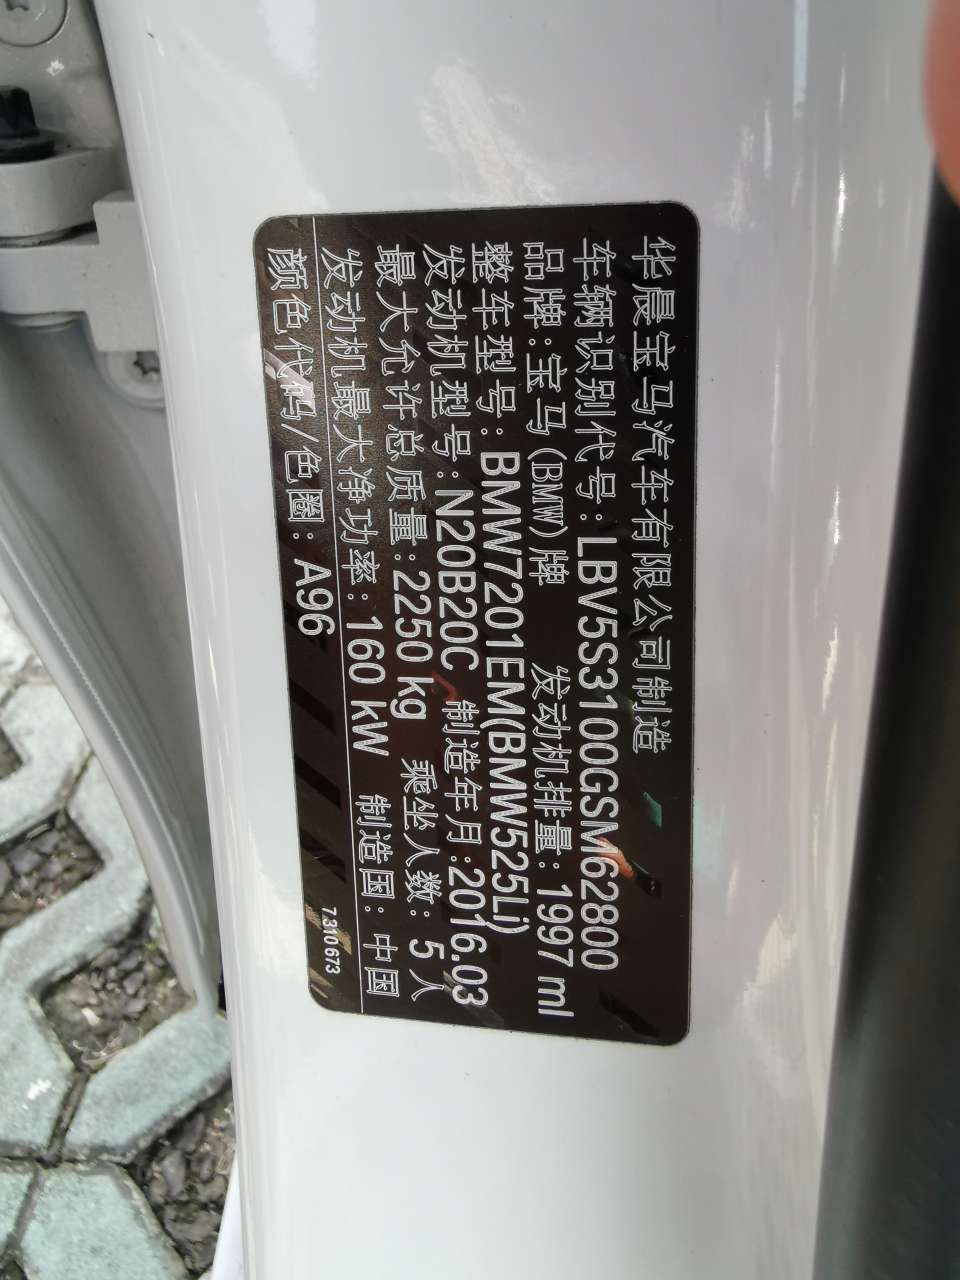 华晨宝马汽车有限公司制造
车辆识别代号:LBV5S3100GSM62800
品牌:宝马(BMW)牌 发动机排量:1997 ml
整车型号:BMW7201EM(BMW525Li)
发动机型号:N20B20C 制造年月:2016.03
最大允许总质量:2250 kg 乘坐人数:5人
发动机最大净功率:160 kW 制造国:中国
颜色代码/色圈:A96
7 310 673